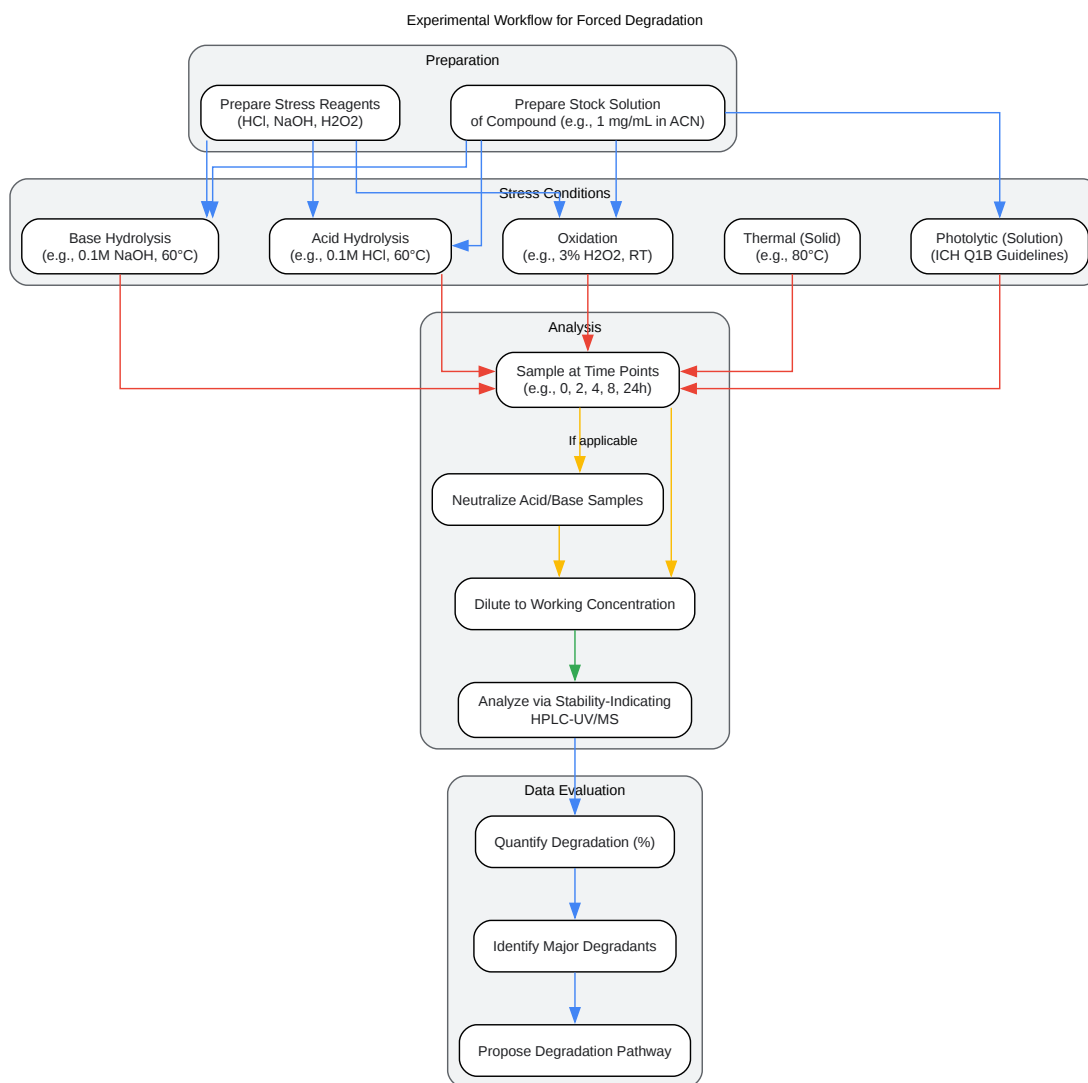 Experimental Workflow for Forced Degradation
Preparation
Prepare Stress Reagents
(HCl, NaOH, H2O2)
Prepare Stock Solution
of Compound (e.g., 1 mg/mL in ACN)
Stress Conditions
Base Hydrolysis
(e.g., 0.1M NaOH, 60°C)
Acid Hydrolysis
(e.g., 0.1M HCl, 60°C)
Oxidation
(e.g., 3% H2O2, RT)
Thermal (Solid)
(e.g., 80°C)
Photolytic (Solution)
(ICH Q1B Guidelines)
Analysis
Sample at Time Points
(e.g., 0, 2, 4, 8, 24h)
If applicable
Neutralize Acid/Base Samples
Dilute to Working Concentration
Analyze via Stability-Indicating
HPLC-UV/MS
Data Evaluation
Quantify Degradation (%)
Identify Major Degradants
Propose Degradation Pathway